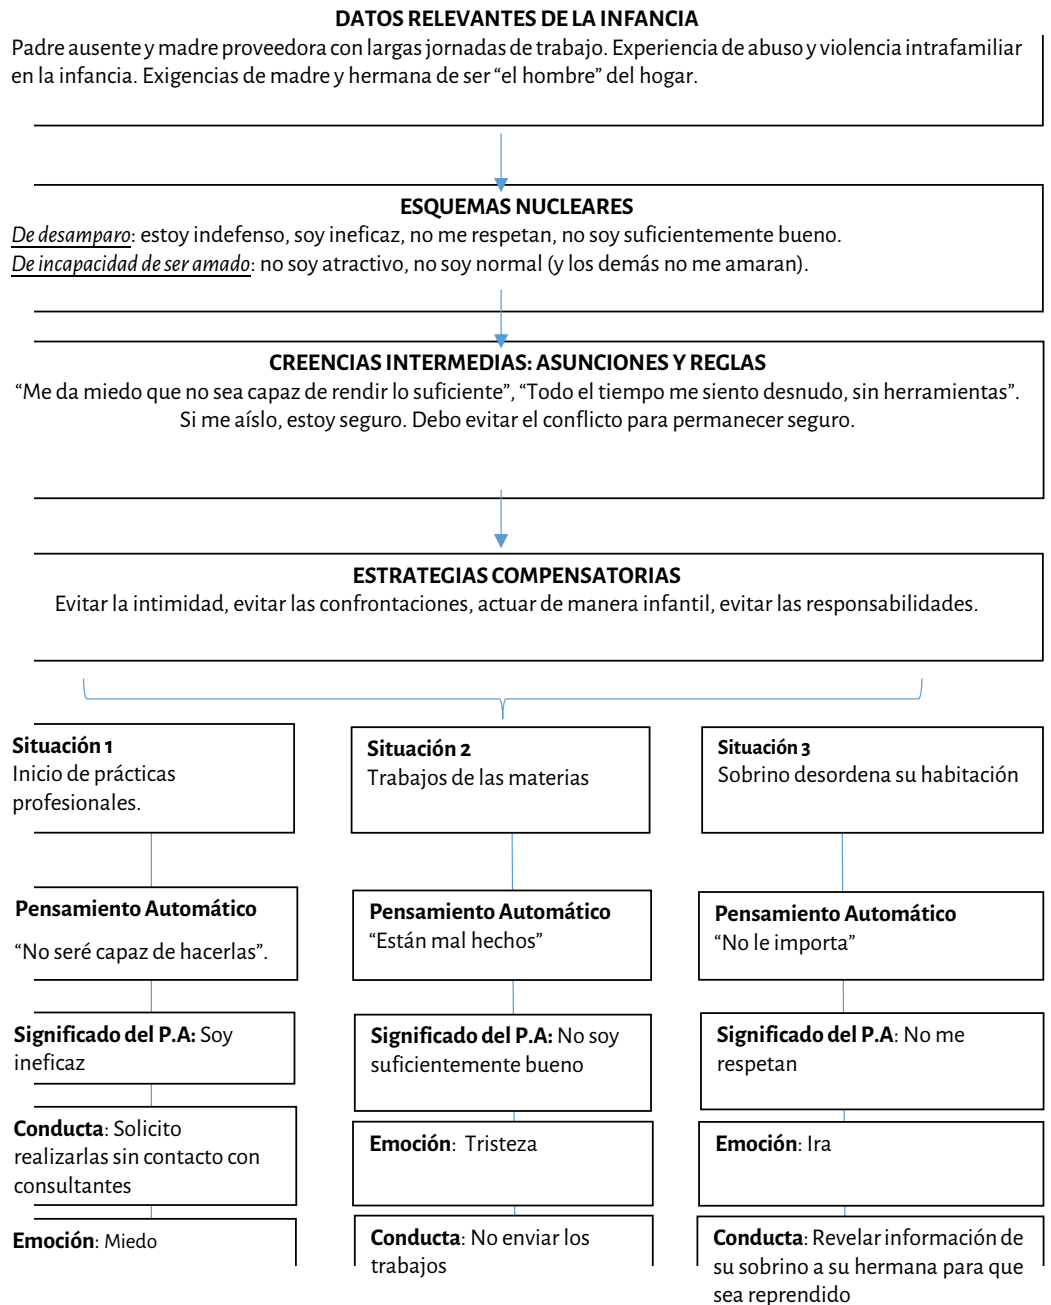 DATOS RELEVANTES DE LA INFANCIA
Padre ausente y madre proveedora con largas jornadas de trabajo. Experiencia de abuso y violencia intrafamiliar
en la infancia. Exigencias de madre y hermana de ser “el hombre” del hogar.
ESQUEMAS NUCLEARES
De desamparo: estoy indefenso, soy ineficaz, no me respetan, no soy suficientemente bueno.
De incapacidad de ser amado: no soy atractivo, no soy normal (y los demás no me amaran).
CREENCIAS INTERMEDIAS: ASUNCIONES Y REGLAS
“Me da miedo que no sea capaz de rendir lo suficiente”, “Todo el tiempo me siento desnudo, sin herramientas”.
Si me aíslo, estoy seguro. Debo evitar el conflicto para permanecer seguro.
ESTRATEGIAS COMPENSATORIAS
Evitar la intimidad, evitar las confrontaciones, actuar de manera infantil, evitar las responsabilidades.
Situación 1
Inicio de prácticas
profesionales.
Pensamiento Automático
“No seré capaz de hacerlas”.
Significado del P.A: Soy
ineficaz
Conducta: Solicito
realizarlas sin contacto con
consultantes
Emoción: Miedo
Situación 2
Trabajos de las materias
Pensamiento Automático
“Están mal hechos”
Significado del P.A: No soy
suficientemente bueno
Emoción: Tristeza
Conducta: No enviar los
trabajos
Situación 3
Sobrino desordena su habitación
Pensamiento Automático
“No le importa”
Significado del P.A: No me
respetan
Emoción: Ira
Conducta: Revelar información de
su sobrino a su hermana para que
sea reprendido